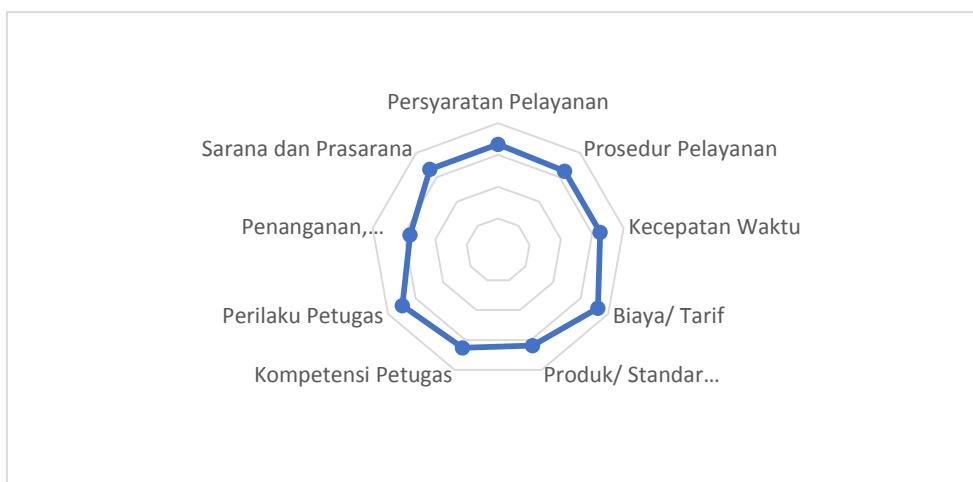 Persyaratan Pelayanan
Prosedur Pelayanan
Kecepatan Waktu
Biaya/ Tarif
Produk/ Standar...
Kompetensi Petugas
Perilaku Petugas
Penanganan,...
Sarana dan Prasarana